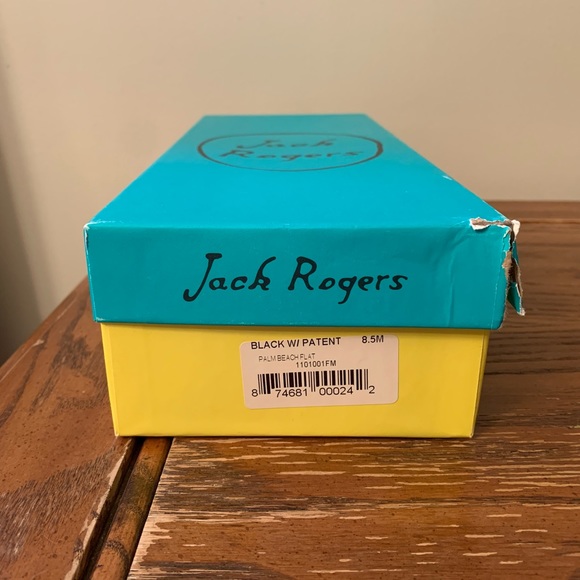 Jack
Rogers
Jack Rogers
BLACK W/ PATENT 8.5M
PALM BEACH FLAT
1101001FM
8 74681 00024 2